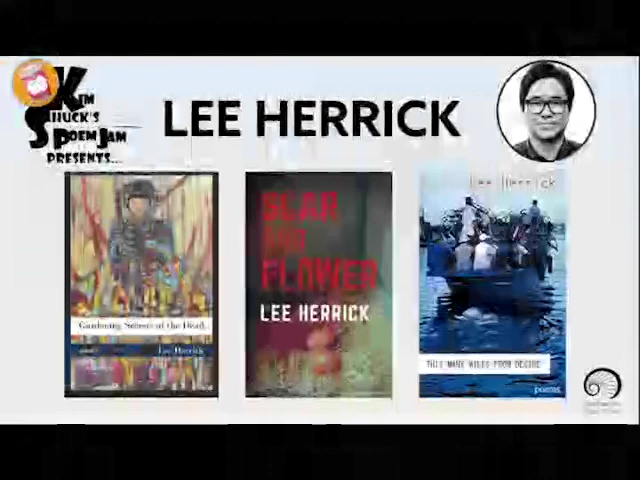 KIM
SHUCK'S
POEM JAM
PRESENTS...
LEE HERRICK
Gardening Secrets of the Dead
Lee Herrick
SCAR
AND
FLOWER
LEE HERRICK
Lee Herrick
THIS MANY MILES FROM DESIRE
poems